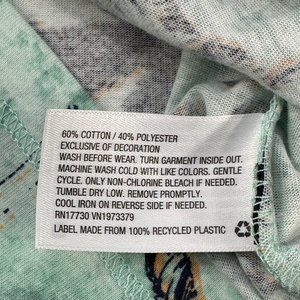 60% COTTON / 40% POLYESTER
EXCLUSIVE OF DECORATION
WASH BEFORE WEAR. TURN GARMENT INSIDE OUT.
MACHINE WASH COLD WITH LIKE COLORS. GENTLE
CYCLE. ONLY NON-CHLORINE BLEACH IF NEEDED.
TUMBLE DRY LOW. REMOVE PROMPTLY.
COOL IRON ON REVERSE SIDE IF NEEDED.
RN17730 VN1973379
LABEL MADE FROM 100% RECYCLED PLASTIC